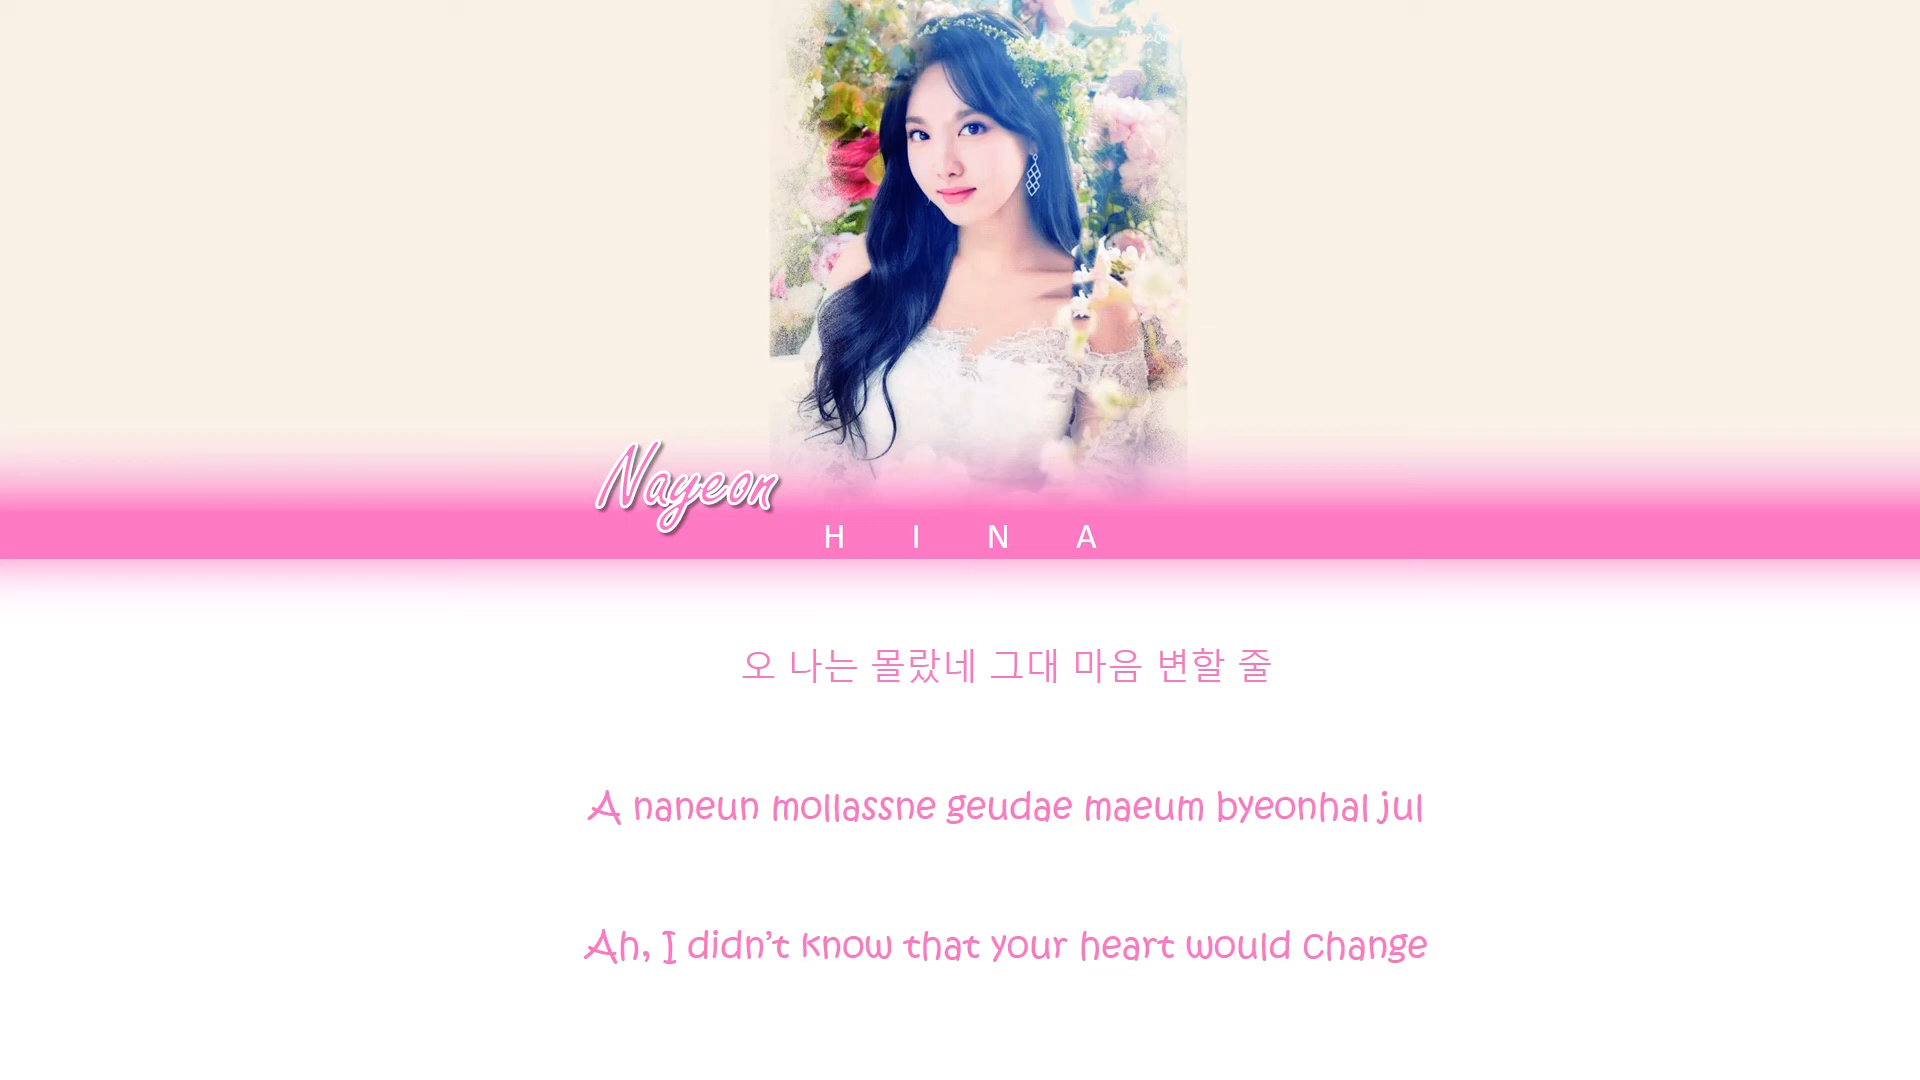 Nayeon
H I N A
오 나는 몰랐네 그대 마음 변할 줄
A naneun mollassne geudae maeum byeonhal jul
Ah, I didn't know that your heart would change